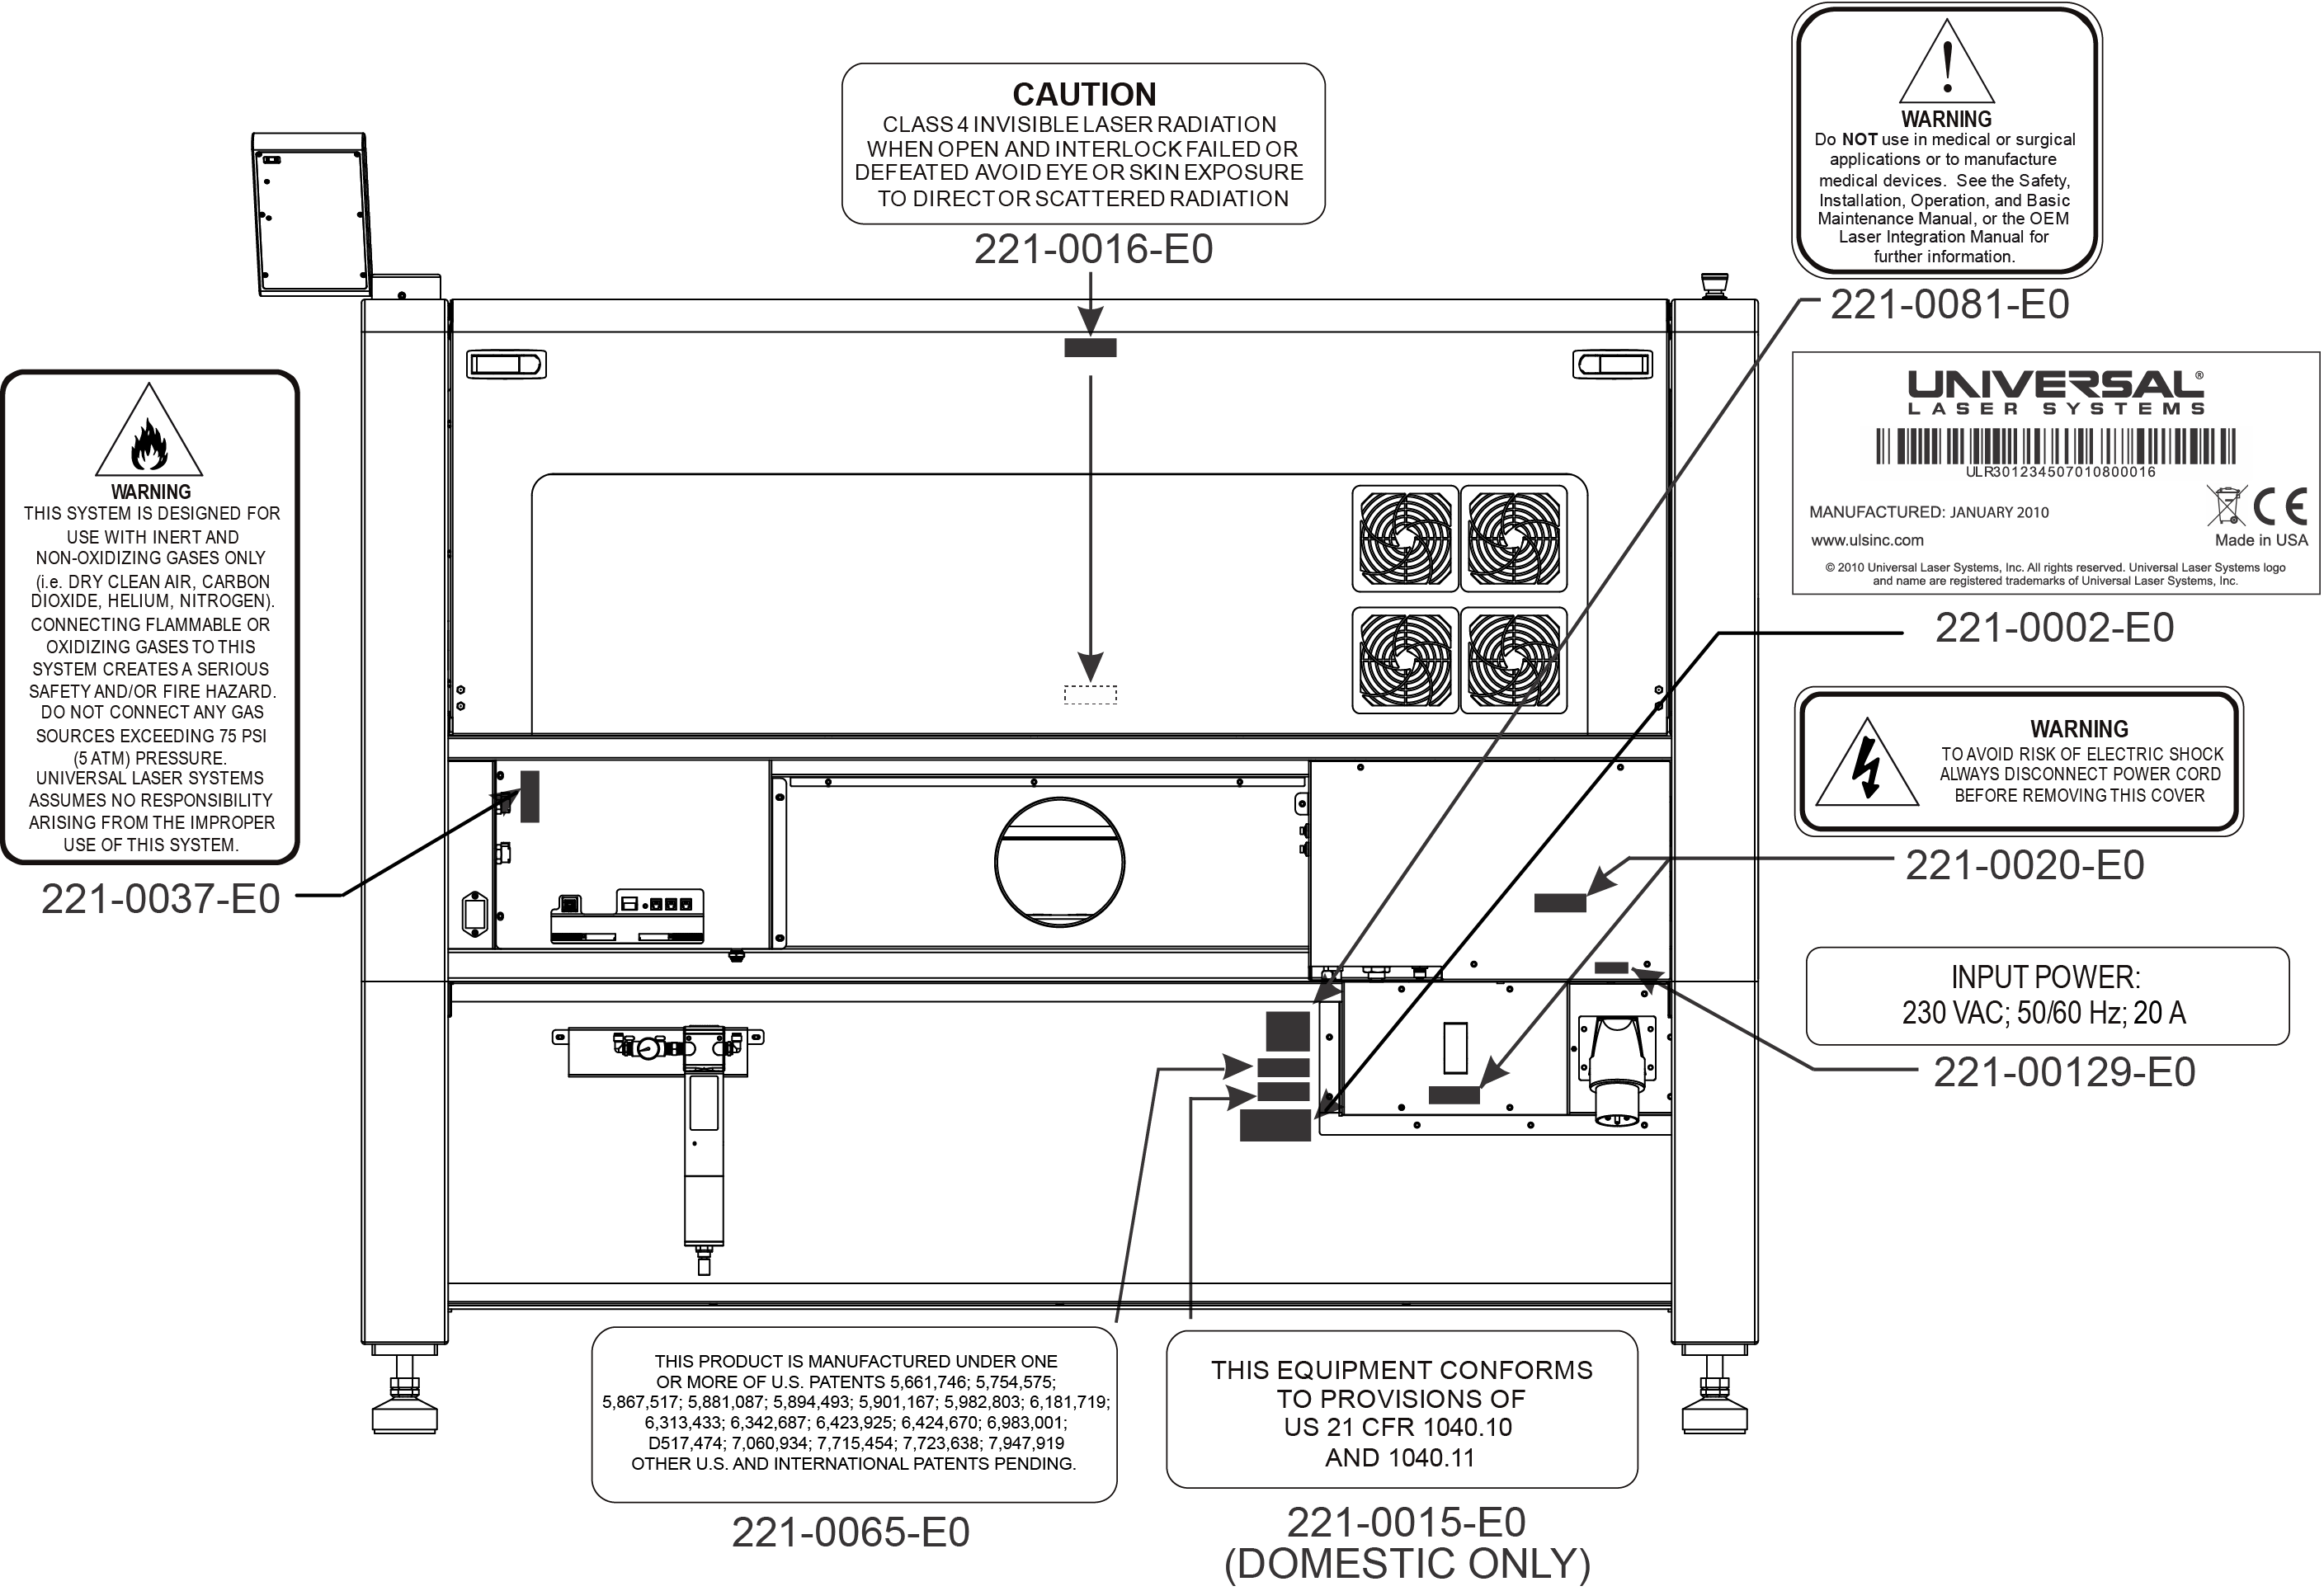 CAUTION
CLASS 4 INVISIBLE LASER RADIATION
WHEN OPEN AND INTERLOCK FAILED OR
DEFEATED AVOID EYE OR SKIN EXPOSURE
TO DIRECT OR SCATTERED RADIATION
221-0016-E0
WARNING
Do NOT use in medical or surgical
applications or to manufacture
medical devices. See the Safety,
Installation, Operation, and Basic
Maintenance Manual, or the OEM
Laser Integration Manual for
further information.
221-0081-E0
UNIVERSAL®
LASER SYSTEMS
ULR301234507010800016
MANUFACTURED: JANUARY 2010
CE
www.ulsinc.com
Made in USA
© 2010 Universal Laser Systems, Inc. All rights reserved. Universal Laser Systems logo
and name are registered trademarks of Universal Laser Systems, Inc.
221-0002-E0
WARNING
THIS SYSTEM IS DESIGNED FOR
USE WITH INERT AND
NON-OXIDIZING GASES ONLY
(i.e. DRY CLEAN AIR, CARBON
DIOXIDE, HELIUM, NITROGEN).
CONNECTING FLAMMABLE OR
OXIDIZING GASES TO THIS
SYSTEM CREATES A SERIOUS
SAFETY AND/OR FIRE HAZARD.
DO NOT CONNECT ANY GAS
SOURCES EXCEEDING 75 PSI
(5 ATM) PRESSURE.
UNIVERSAL LASER SYSTEMS
ASSUMES NO RESPONSIBILITY
ARISING FROM THE IMPROPER
USE OF THIS SYSTEM.
221-0037-E0
WARNING
TO AVOID RISK OF ELECTRIC SHOCK
ALWAYS DISCONNECT POWER CORD
BEFORE REMOVING THIS COVER
221-0020-E0
INPUT POWER:
230 VAC; 50/60 Hz; 20 A
221-00129-E0
THIS PRODUCT IS MANUFACTURED UNDER ONE
OR MORE OF U.S. PATENTS 5,661,746; 5,754,575;
5,867,517; 5,881,087; 5,894,493; 5,901,167; 5,982,803; 6,181,719;
6,313,433; 6,342,687; 6,423,925; 6,424,670; 6,983,001;
D517,474; 7,060,934; 7,715,454; 7,723,638; 7,947,919
OTHER U.S. AND INTERNATIONAL PATENTS PENDING.
221-0065-E0
THIS EQUIPMENT CONFORMS
TO PROVISIONS OF
US 21 CFR 1040.10
AND 1040.11
221-0015-E0
(DOMESTIC ONLY)